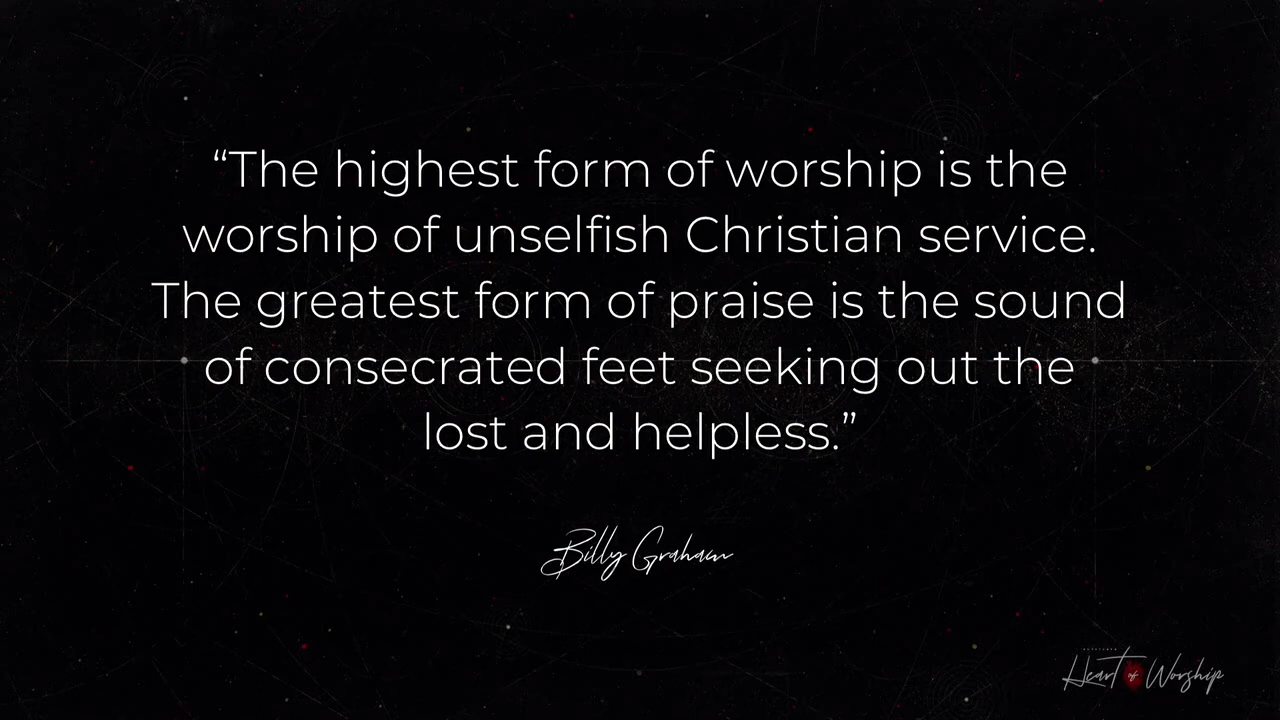 “The highest form of worship is the
worship of unselfish Christian service.
The greatest form of praise is the sound
of consecrated feet seeking out the
lost and helpless.”
Billy Graham
Heart of Worship